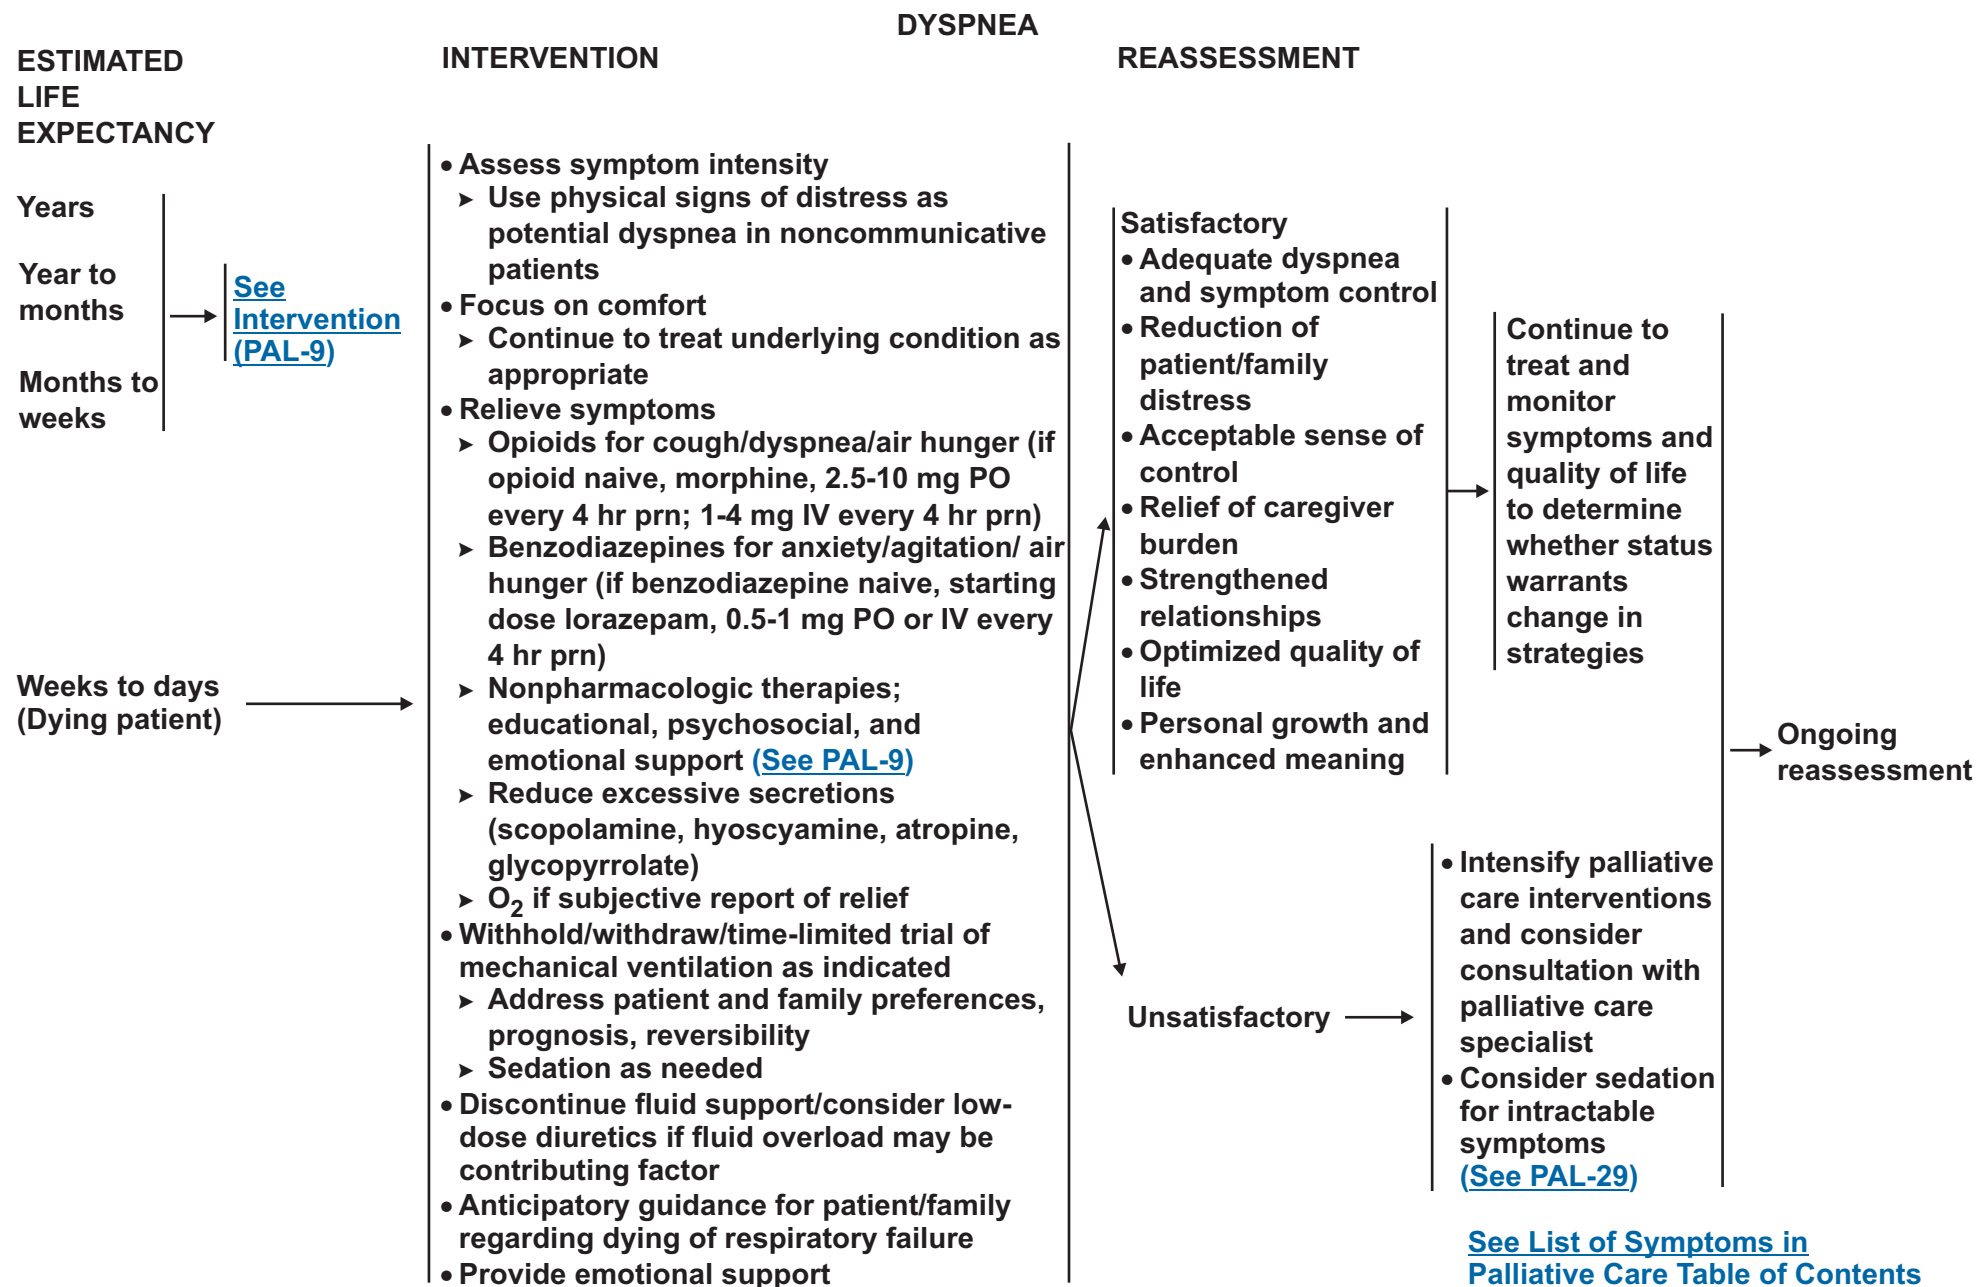 DYSPNEA
ESTIMATED
LIFE
EXPECTANCY
INTERVENTION
REASSESSMENT
Years
Year to
months
Months to
weeks
See
Intervention
(PAL-9)
Weeks to days
(Dying patient)
• Assess symptom intensity
➤ Use physical signs of distress as
potential dyspnea in noncommunicative
patients
• Focus on comfort
➤ Continue to treat underlying condition as
appropriate
• Relieve symptoms
➤ Opioids for cough/dyspnea/air hunger (if
opioid naive, morphine, 2.5-10 mg PO
every 4 hr prn; 1-4 mg IV every 4 hr prn)
➤ Benzodiazepines for anxiety/agitation/ air
hunger (if benzodiazepine naive, starting
dose lorazepam, 0.5-1 mg PO or IV every
4 hr prn)
➤ Nonpharmacologic therapies;
educational, psychosocial, and
emotional support (See PAL-9)
➤ Reduce excessive secretions
(scopolamine, hyoscyamine, atropine,
glycopyrrolate)
➤ O2 if subjective report of relief
• Withhold/withdraw/time-limited trial of
mechanical ventilation as indicated
➤ Address patient and family preferences,
prognosis, reversibility
➤ Sedation as needed
• Discontinue fluid support/consider low-
dose diuretics if fluid overload may be
contributing factor
• Anticipatory guidance for patient/family
regarding dying of respiratory failure
• Provide emotional support
Satisfactory
• Adequate dyspnea
and symptom control
• Reduction of
patient/family
distress
• Acceptable sense of
control
• Relief of caregiver
burden
• Strengthened
relationships
• Optimized quality of
life
• Personal growth and
enhanced meaning
Continue to
treat and
monitor
symptoms and
quality of life
to determine
whether status
warrants
change in
strategies
Unsatisfactory
• Intensify palliative
care interventions
and consider
consultation with
palliative care
specialist
• Consider sedation
for intractable
symptoms
(See PAL-29)
Ongoing
reassessment
See List of Symptoms in
Palliative Care Table of Contents